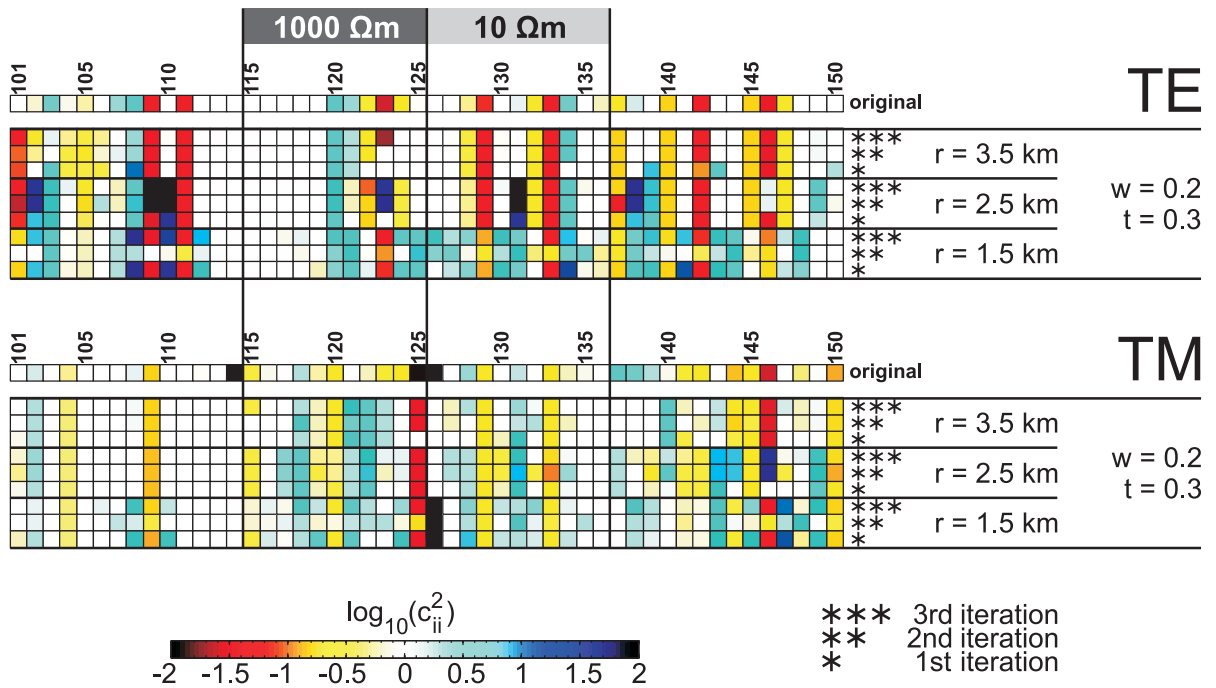 1000 Ωm 10 Ωm
101 105 110 115 120 125 130 135 140 145 150
TE
original
*** 
** r = 3.5 km
*
***
** r = 2.5 km
*
w = 0.2
t = 0.3
***
** r = 1.5 km
*
101 105 110 115 120 125 130 135 140 145 150
TM
original
***
** r = 3.5 km
*
***
** r = 2.5 km
*
w = 0.2
t = 0.3
***
** r = 1.5 km
*
log₁₀(c²ᵢᵢ)
-2 -1.5 -1 -0.5 0 0.5 1 1.5 2
*** 3rd iteration
** 2nd iteration
* 1st iteration